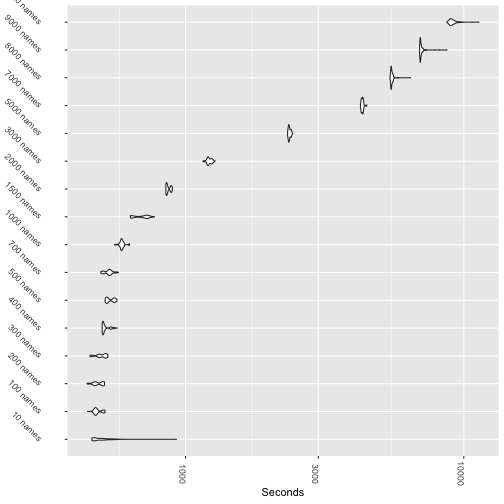 names
9000 names
8000 names
7000 names
5000 names
3000 names
2000 names
1500 names
1000 names
700 names
500 names
400 names
300 names
200 names
100 names
10 names
1000
3000
10000
Seconds